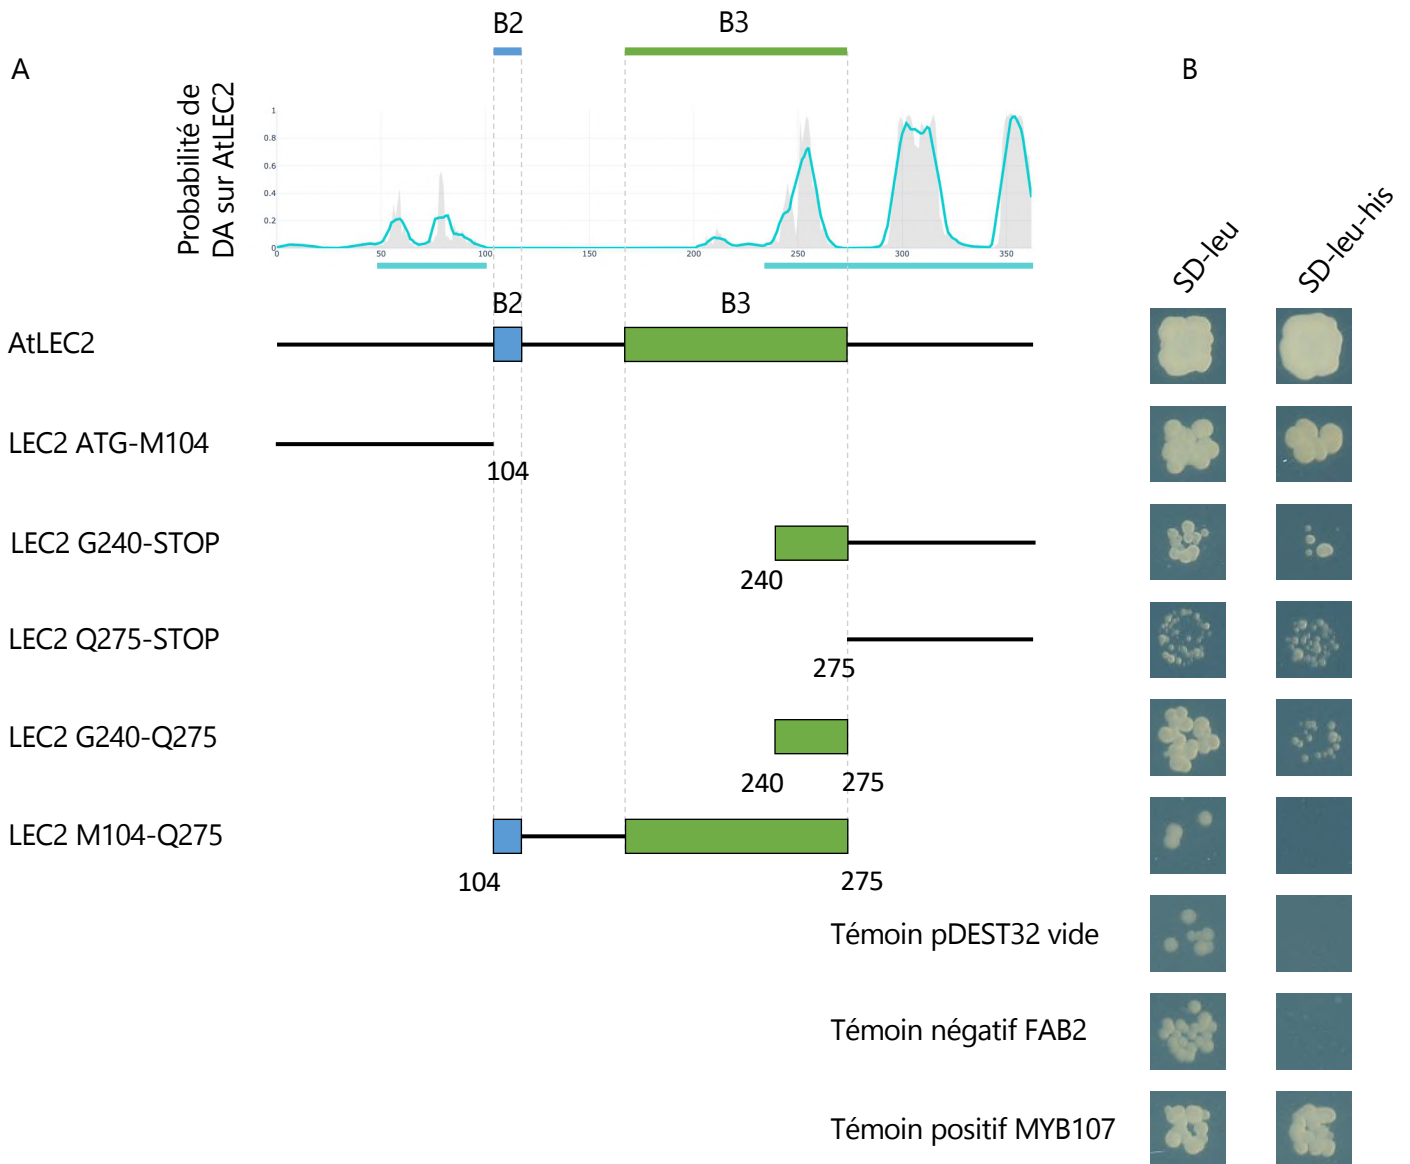 B2
B3
A
B
Probabilité de
DA sur AtLEC2
1
0.8
0.6
0.4
0.2
0
0
50
100
150
200
250
300
350
SD-leu
SD-leu-his
B2
B3
AtLEC2
LEC2 ATG-M104
104
LEC2 G240-STOP
240
LEC2 Q275-STOP
275
LEC2 G240-Q275
240
275
LEC2 M104-Q275
104
275
Témoin pDEST32 vide
Témoin négatif FAB2
Témoin positif MYB107